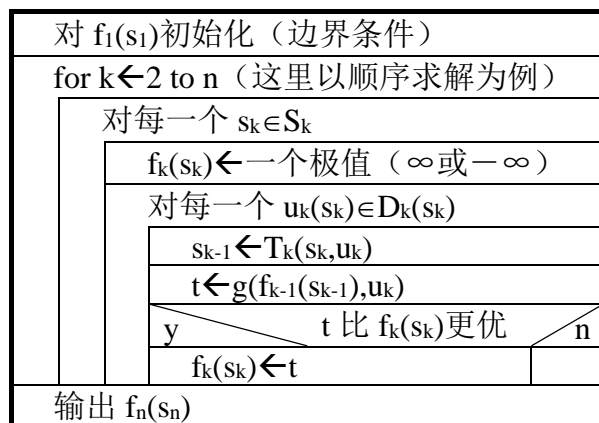 对 f₁(s₁)初始化（边界条件）
for k←2 to n（这里以顺序求解为例）
对每一个 sₖ∈Sₖ
fₖ(sₖ)←一个极值（∞或－∞）
对每一个 uₖ(sₖ)∈Dₖ(sₖ)
sₖ₋₁←Tₖ(sₖ,uₖ)
t←g(fₖ₋₁(sₖ₋₁),uₖ)
y t 比 fₖ(sₖ)更优 n
fₖ(sₖ)←t
输出 fₙ(sₙ)